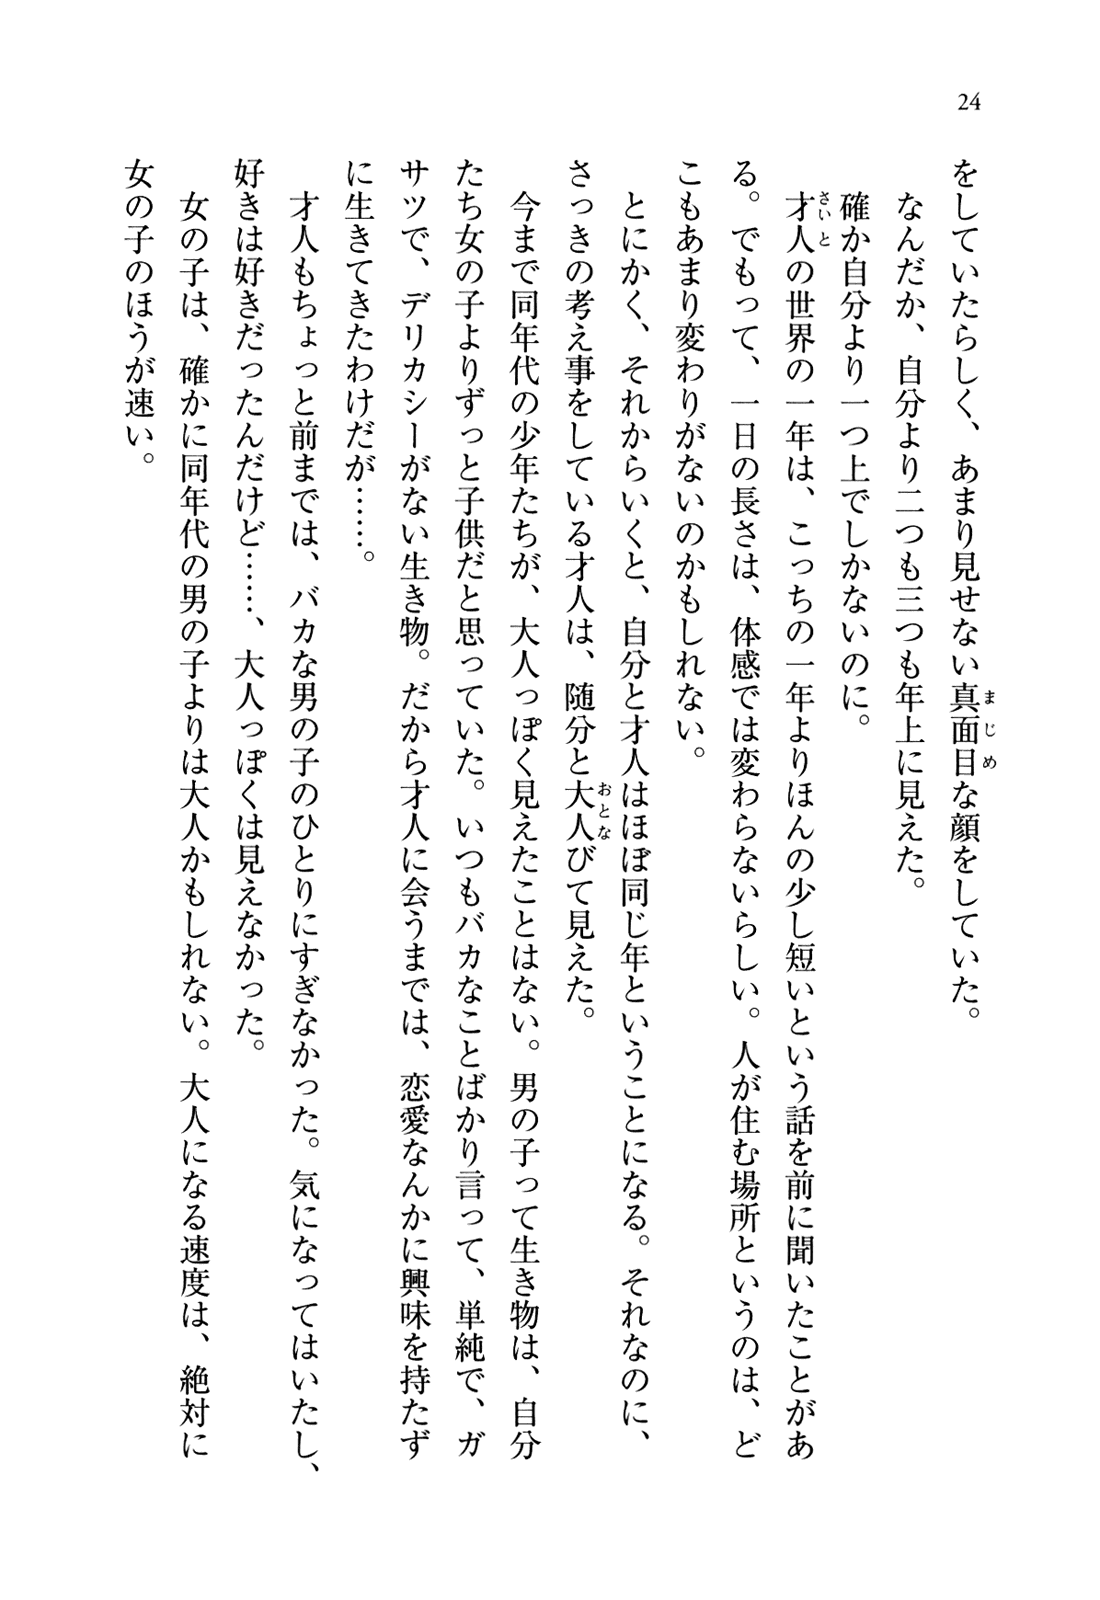 24
をしていたらしく、あまり見せない真面目な顔をしていた。
なんだか、自分より二つも三つも年上に見えた。
確か自分より一つ上でしかないのに。
才人の世界の一年は、こっちの一年よりほんの少し短いという話を前に聞いたことがあ
る。でもって、一日の長さは、体感では変わらないらしい。人が住む場所というのは、ど
こもあまり変わりがないのかもしれない。
とにかく、それからいくと、自分と才人はほぼ同じ年ということになる。それなのに、
さっきの考え事をしている才人は、随分と大人びて見えた。
今まで同年代の少年たちが、大人っぽく見えたことはない。男の子って生き物は、自分
たち女の子よりずっと子供だと思っていた。いつもバカなことばかり言って、単純で、ガ
サツで、デリカシーがない生き物。だから才人に会うまでは、恋愛なんかに興味を持たず
に生きてきたわけだが……。
才人もちょっと前までは、バカな男の子のひとりにすぎなかった。気になってはいたし、
好きは好きだったんだけど……、大人っぽくは見えなかった。
女の子は、確かに同年代の男の子よりは大人かもしれない。大人になる速度は、絶対に
女の子のほうが速い。
さいと
まじめ
おとな